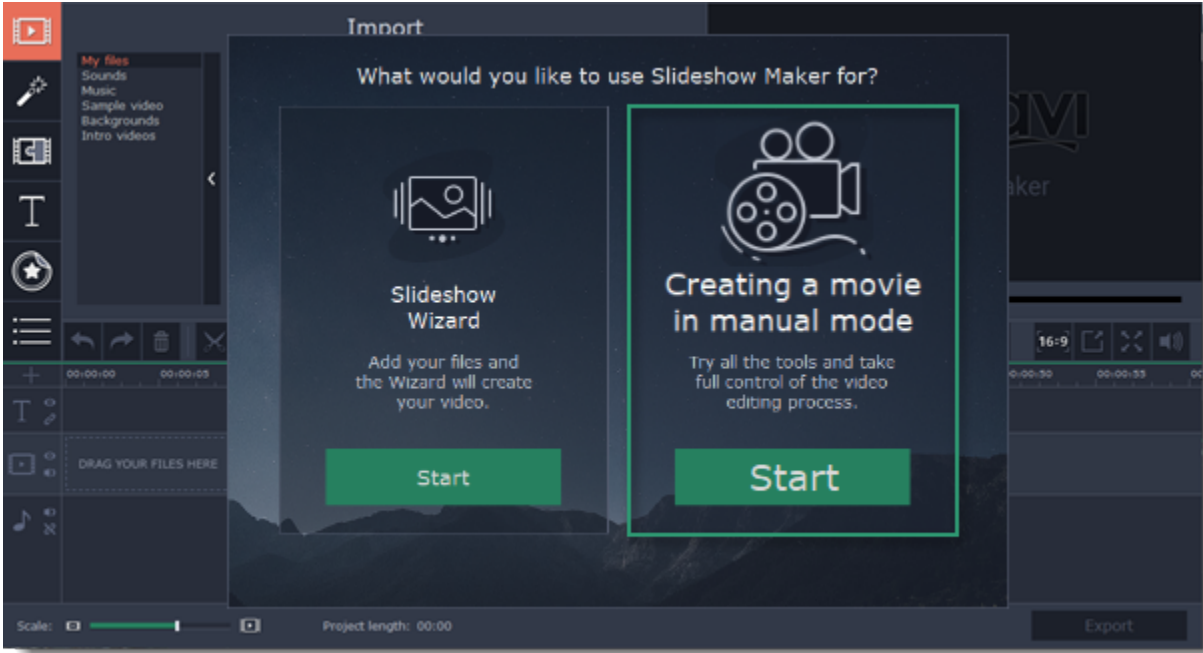 Import
My files
Sounds
Music
Sample video
Backgrounds
Intro videos
What would you like to use Slideshow Maker for?
Slideshow
Wizard
Add your files and
the Wizard will create
your video.
Start
Creating a movie
in manual mode
Try all the tools and take
full control of the video
editing process.
Start
avi
aker
T
16:9
00:00:00 00:00:05 0:00:50 00:00:55 00
T
DRAG YOUR FILES HERE
Scale:
Project length: 00:00
Export